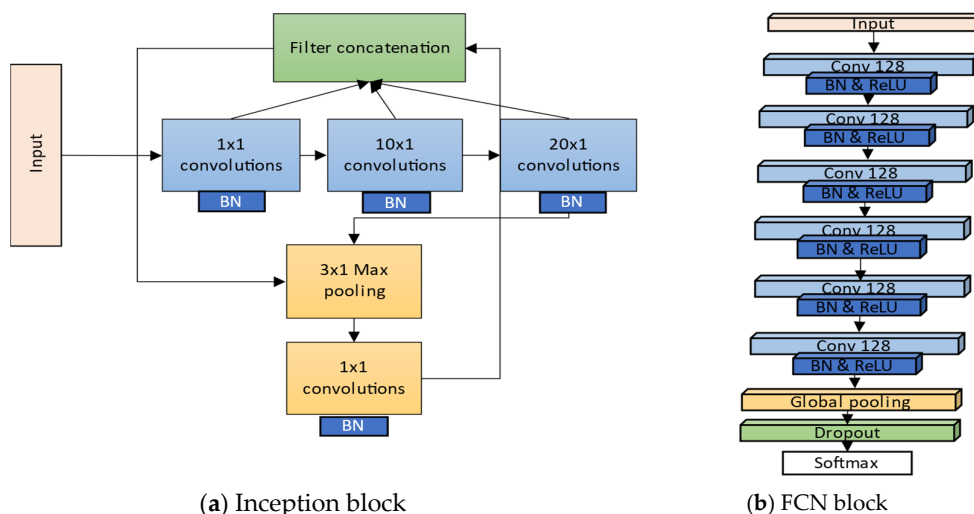 Filter concatenation
Input
1x1
convolutions
BN
10x1
convolutions
BN
20x1
convolutions
BN
3x1 Max
pooling
1x1
convolutions
BN
(a) Inception block
Input
Conv 128
BN & ReLU
Conv 128
BN & ReLU
Conv 128
BN & ReLU
Conv 128
BN & ReLU
Conv 128
BN & ReLU
Conv 128
BN & ReLU
Global pooling
Dropout
Softmax
(b) FCN block